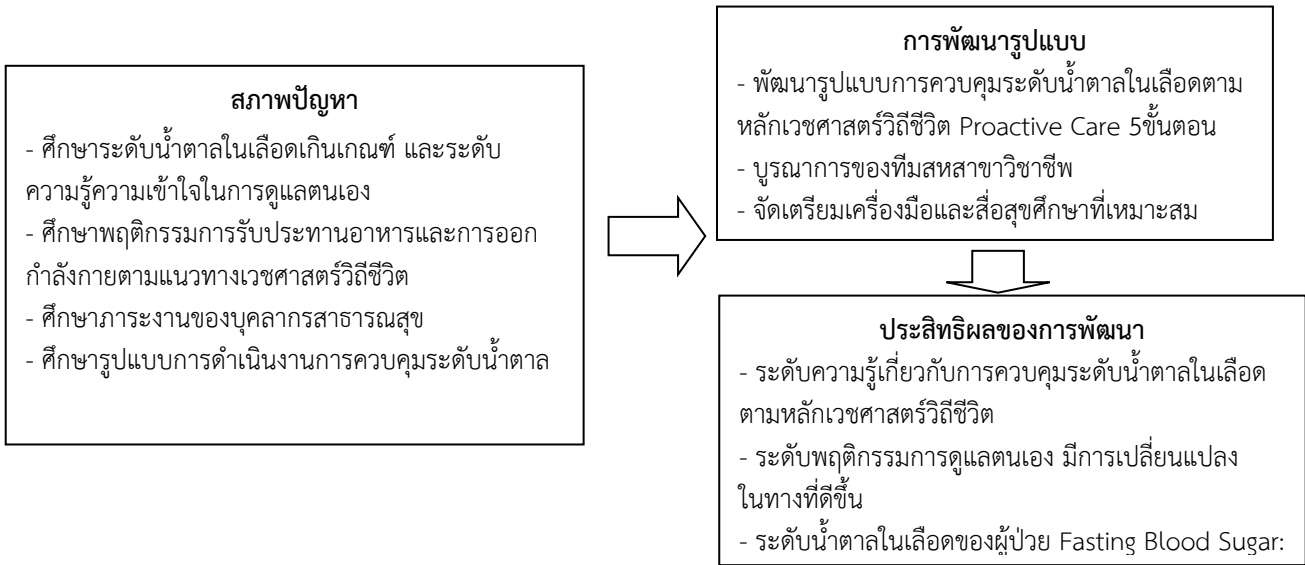 สภาพปัญหา
- ศึกษาระดับน้ำตาลในเลือดเกินเกณฑ์ และระดับ
ความรู้ความเข้าใจในการดูแลตนเอง
- ศึกษาพฤติกรรมการรับประทานอาหารและการออก
กำลังกายตามแนวทางเวชศาสตร์วิถีชีวิต
- ศึกษาภาระงานของบุคลากรสาธารณสุข
- ศึกษารูปแบบการดำเนินงานการควบคุมระดับน้ำตาล
การพัฒนารูปแบบ
- พัฒนารูปแบบการควบคุมระดับน้ำตาลในเลือดตาม
หลักเวชศาสตร์วิถีชีวิต Proactive Care 5ขั้นตอน
- บูรณาการของทีมสหสาขาวิชาชีพ
- จัดเตรียมเครื่องมือและสื่อสุขศึกษาที่เหมาะสม
ประสิทธิผลของการพัฒนา
- ระดับความรู้เกี่ยวกับการควบคุมระดับน้ำตาลในเลือด
ตามหลักเวชศาสตร์วิถีชีวิต
- ระดับพฤติกรรมการดูแลตนเอง มีการเปลี่ยนแปลง
ในทางที่ดีขึ้น
- ระดับน้ำตาลในเลือดของผู้ป่วย Fasting Blood Sugar: